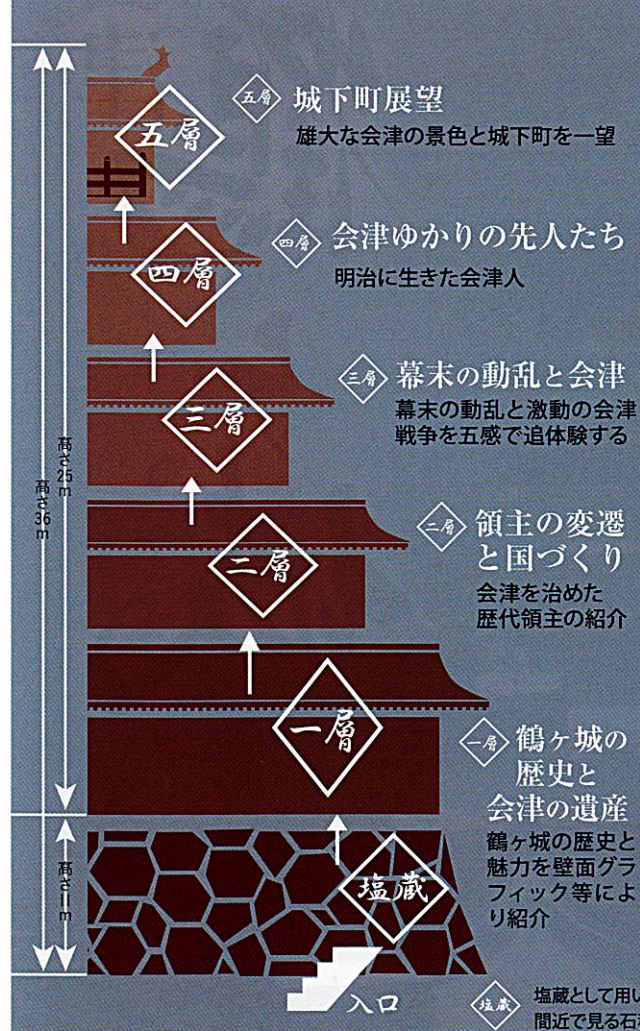 五層
五層 城下町展望
雄大な会津の景色と城下町を一望
四層
四層 会津ゆかりの先人たち
明治に生きた会津人
三層
三層 幕末の動乱と会津
幕末の動乱と激動の会津
戦争を五感で追体験する
高さ25m
高さ36m
二層
二層 領主の変遷
と国づくり
会津を治めた
歴代領主の紹介
一層
一層 鶴ヶ城の
歴史と
会津の遺産
鶴ヶ城の歴史と
魅力を壁面グラ
フィック等によ
り紹介
高さ11m
塩蔵
入口
塩蔵 塩蔵として用い
間近で見る石